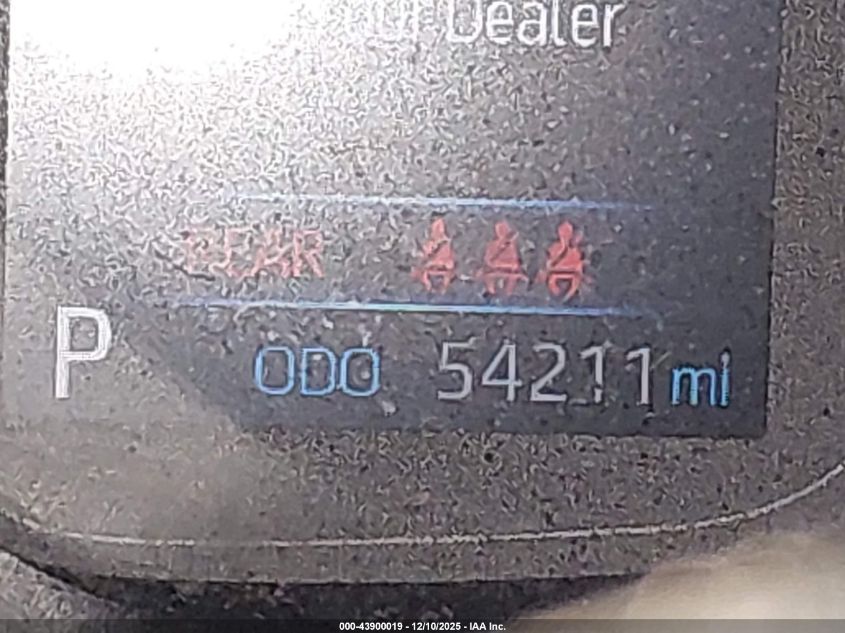 Dealer
REAR
P ODO 54211 mi
000-43900019 - 12/10/2025 - IAA Inc.